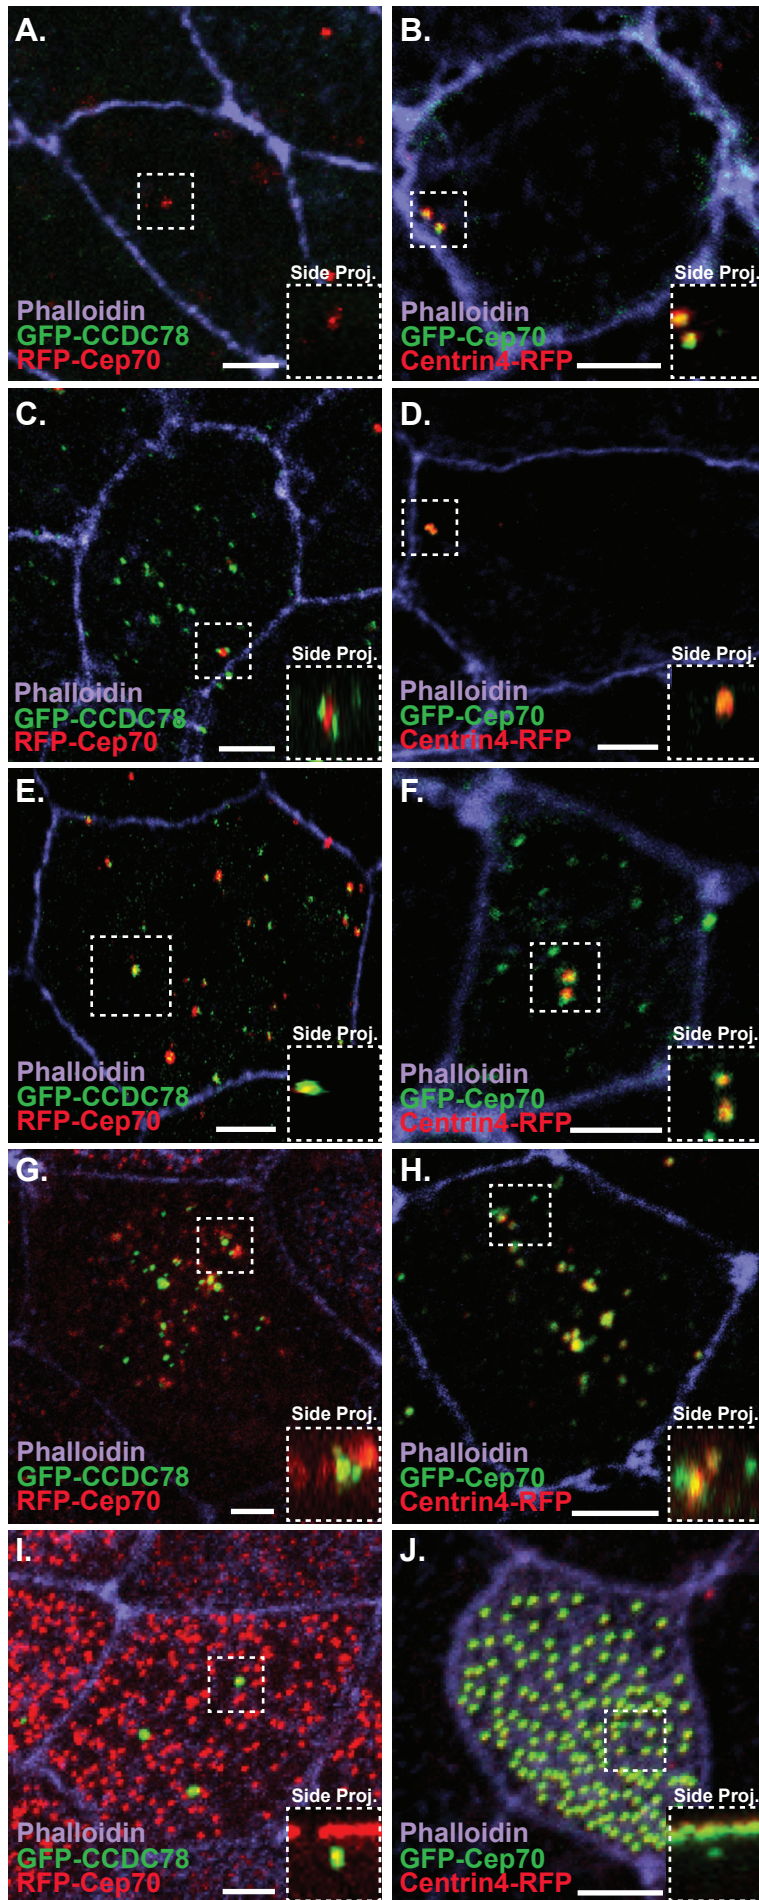 A.
Side Proj.
Phalloidin
GFP-CCDC78
RFP-Cep70
B.
Side Proj.
Phalloidin
GFP-Cep70
Centrin4-RFP
C.
Side Proj.
Phalloidin
GFP-CCDC78
RFP-Cep70
D.
Side Proj.
Phalloidin
GFP-Cep70
Centrin4-RFP
E.
Side Proj.
Phalloidin
GFP-CCDC78
RFP-Cep70
F.
Side Proj.
Phalloidin
GFP-Cep70
Centrin4-RFP
G.
Side Proj.
Phalloidin
GFP-CCDC78
RFP-Cep70
H.
Side Proj.
Phalloidin
GFP-Cep70
Centrin4-RFP
I.
Side Proj.
Phalloidin
GFP-CCDC78
RFP-Cep70
J.
Side Proj.
Phalloidin
GFP-Cep70
Centrin4-RFP